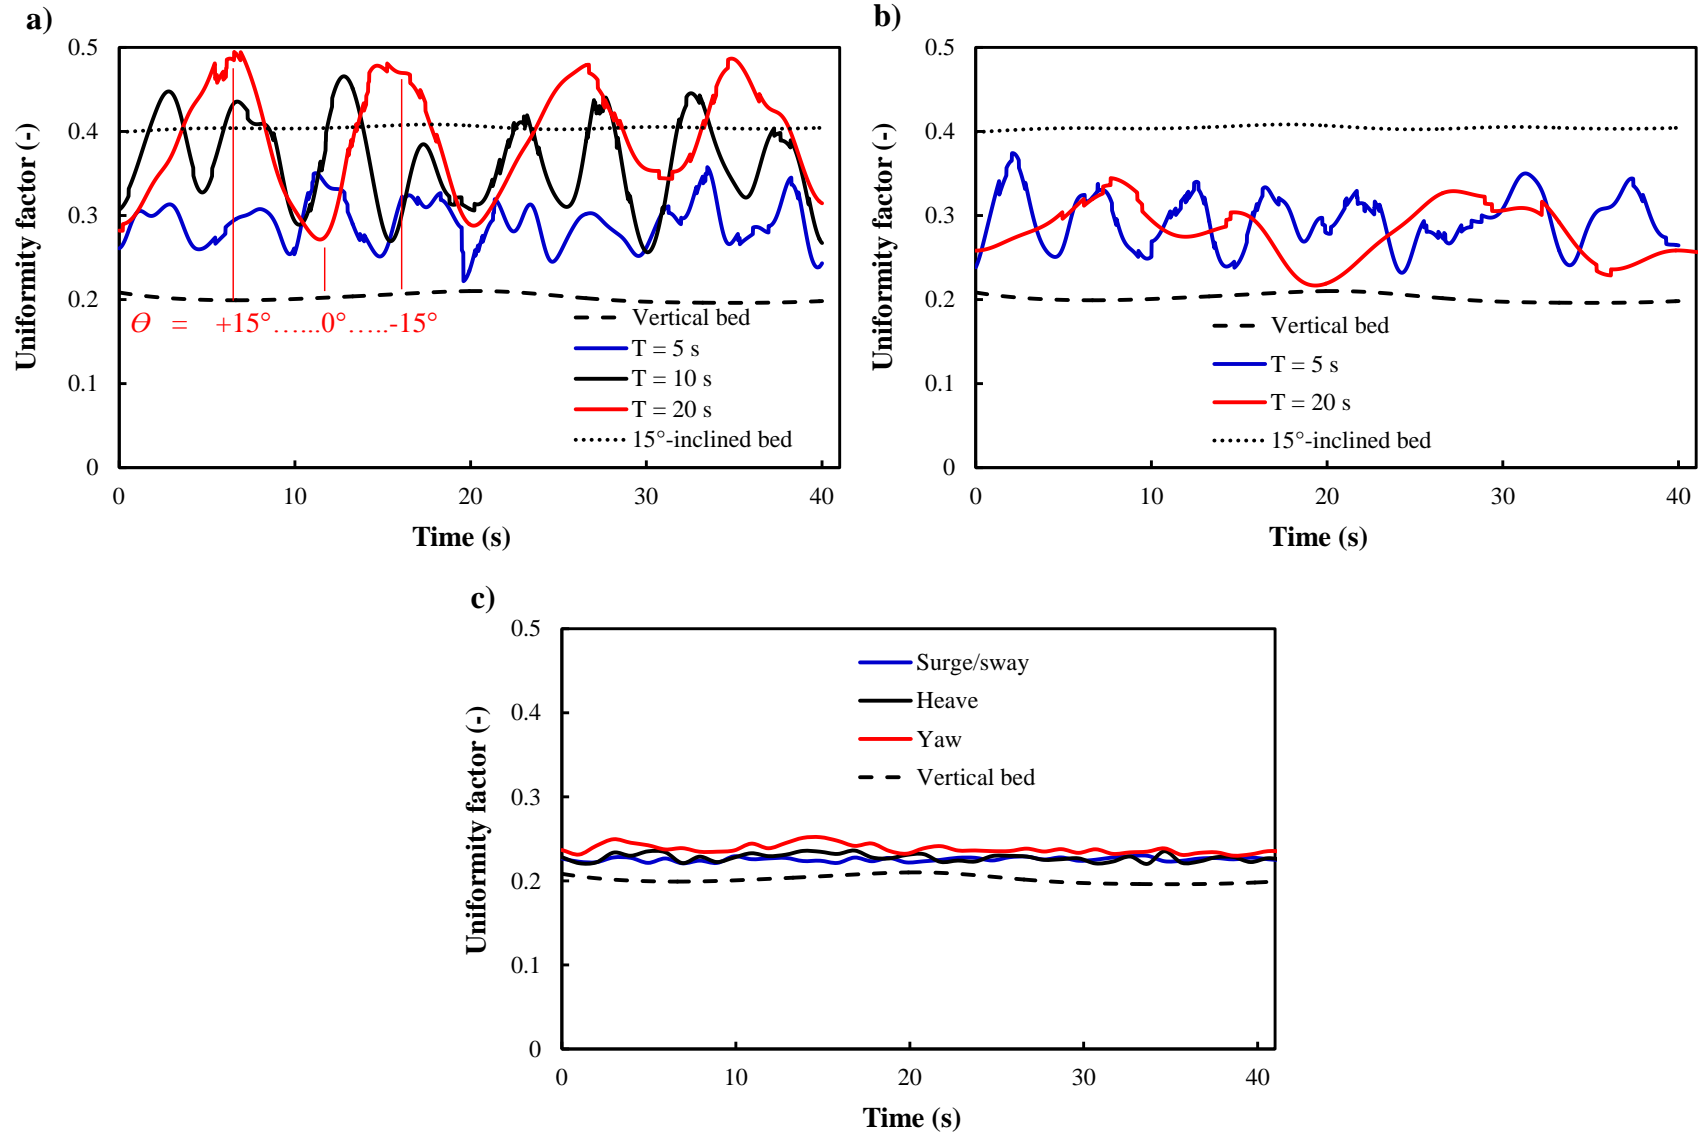 a)
0.5
0.4
0.3
0.2
0.1
0
Uniformity factor (-)
0
10
20
30
40
Time (s)
ϴ = +15°…...0°…..-15°
Vertical bed
T = 5 s
T = 10 s
T = 20 s
15°-inclined bed
b)
0.5
0.4
0.3
0.2
0.1
0
Uniformity factor (-)
0
10
20
30
40
Time (s)
Vertical bed
T = 5 s
T = 20 s
15°-inclined bed
c)
0.5
0.4
0.3
0.2
0.1
0
Uniformity factor (-)
0
10
20
30
40
Time (s)
Surge/sway
Heave
Yaw
Vertical bed